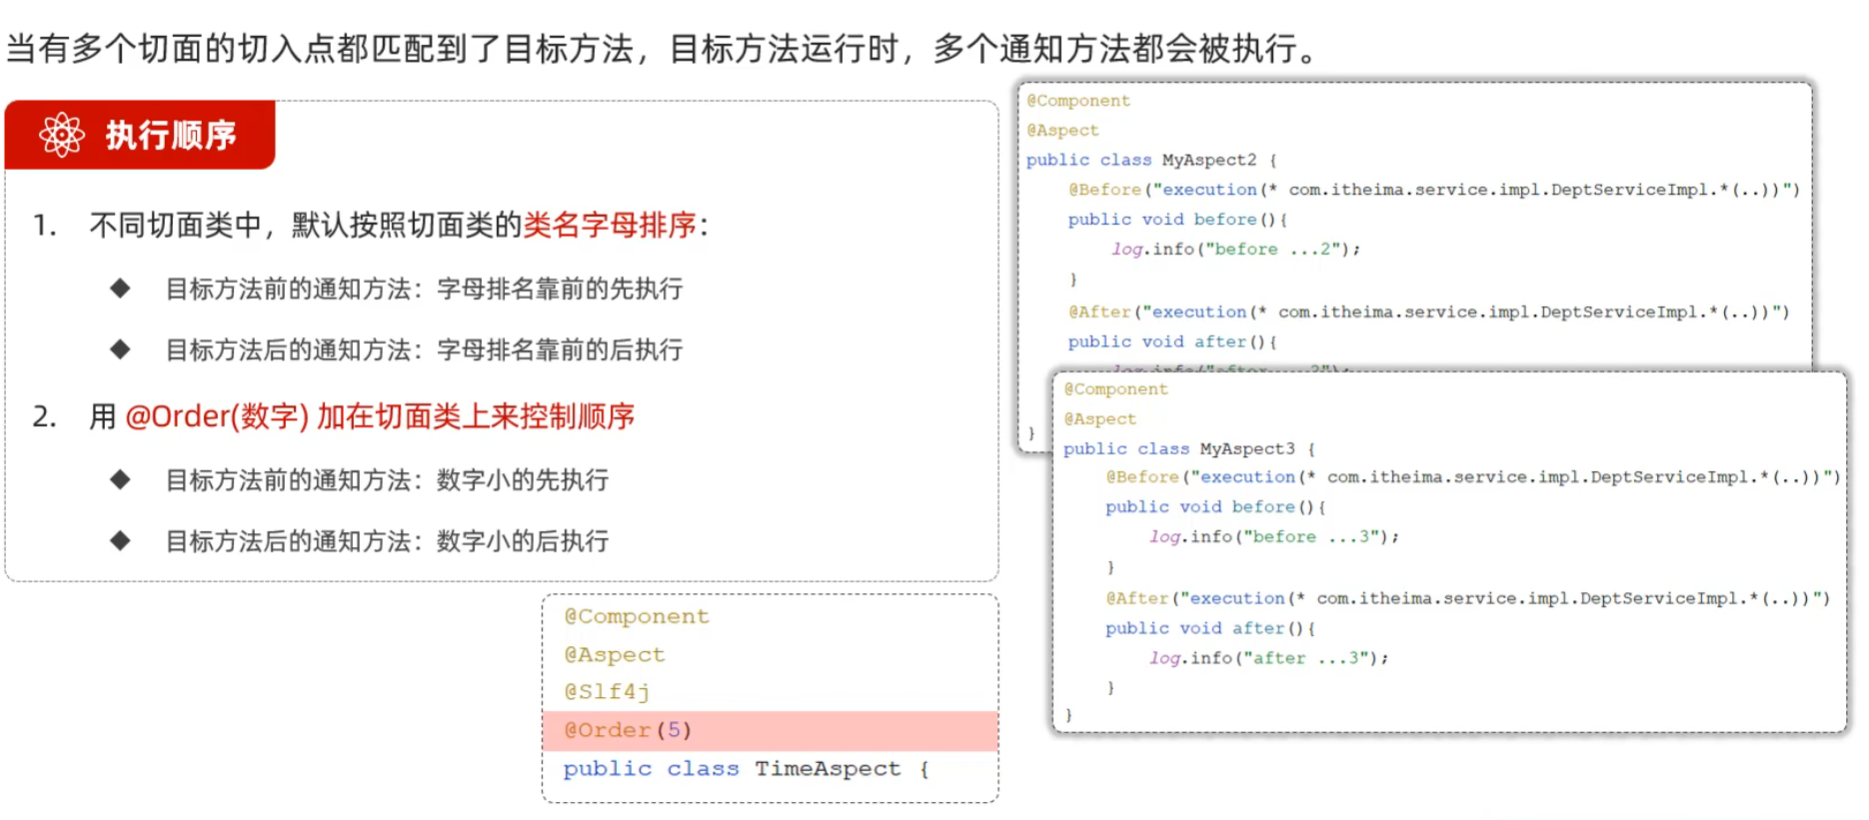 当有多个切面的切入点都匹配到了目标方法，目标方法运行时，多个通知方法都会被执行。
执行顺序
1. 不同切面类中，默认按照切面类的类名字母排序：
◆ 目标方法前的通知方法：字母排名靠前的先执行
◆ 目标方法后的通知方法：字母排名靠前的后执行
2. 用 @Order(数字) 加在切面类上来控制顺序
◆ 目标方法前的通知方法：数字小的先执行
◆ 目标方法后的通知方法：数字小的后执行
@Component
@Aspect
@Slf4j
@Order(5)
public class TimeAspect {
@Component
@Aspect
public class MyAspect2 {
@Before("execution(* com.itheima.service.impl.DeptServiceImpl.*(..))")
public void before(){
log.info("before ...2");
}
@After("execution(* com.itheima.service.impl.DeptServiceImpl.*(..))")
public void after(){
}
@Component
@Aspect
public class MyAspect3 {
@Before("execution(* com.itheima.service.impl.DeptServiceImpl.*(..))")
public void before(){
log.info("before ...3");
}
@After("execution(* com.itheima.service.impl.DeptServiceImpl.*(..))")
public void after(){
log.info("after ...3");
}
}